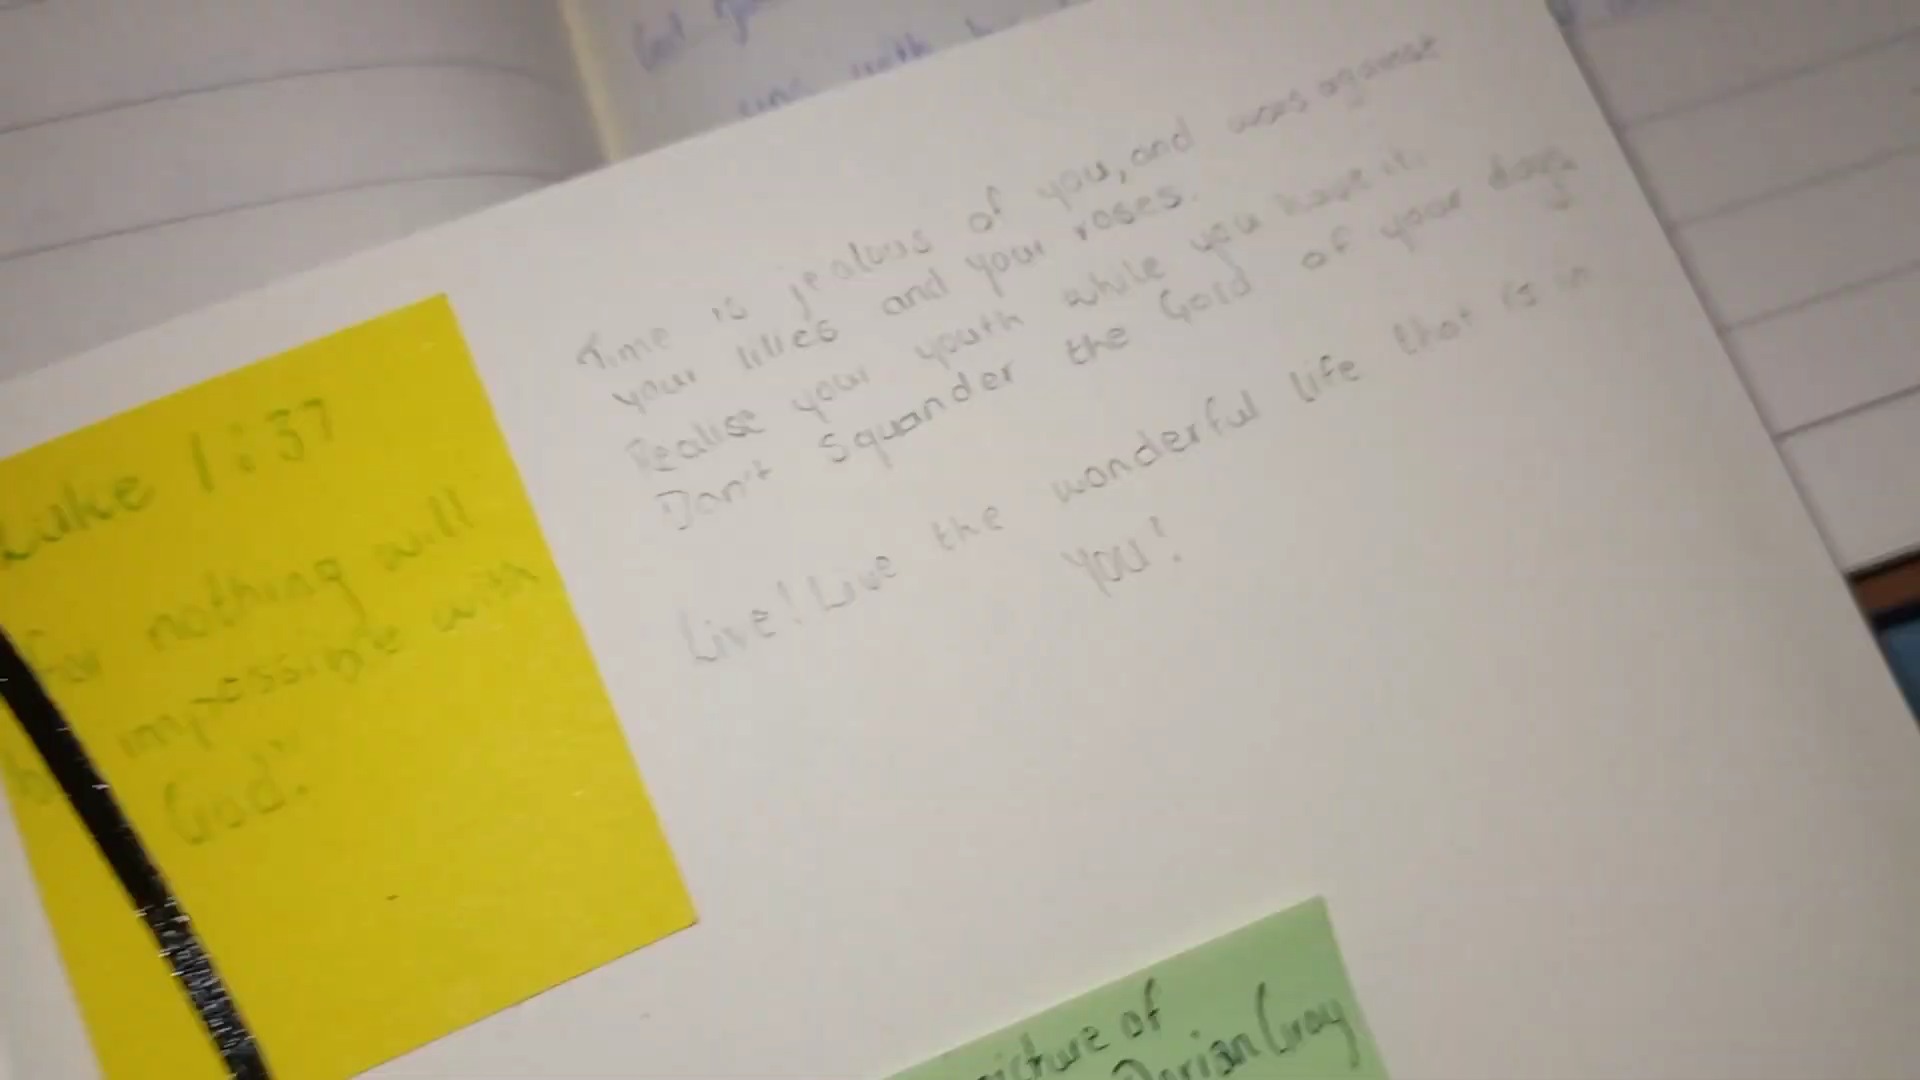 Time is jealous of you, and wars against
your lilies and your roses.
Realise your youth while you have it.
Don't squander the Gold of your days
Live! Live the wonderful life that is in
you!
Luke 1:37
for nothing will
be impossible with
God."
picture of
Dorian Gray